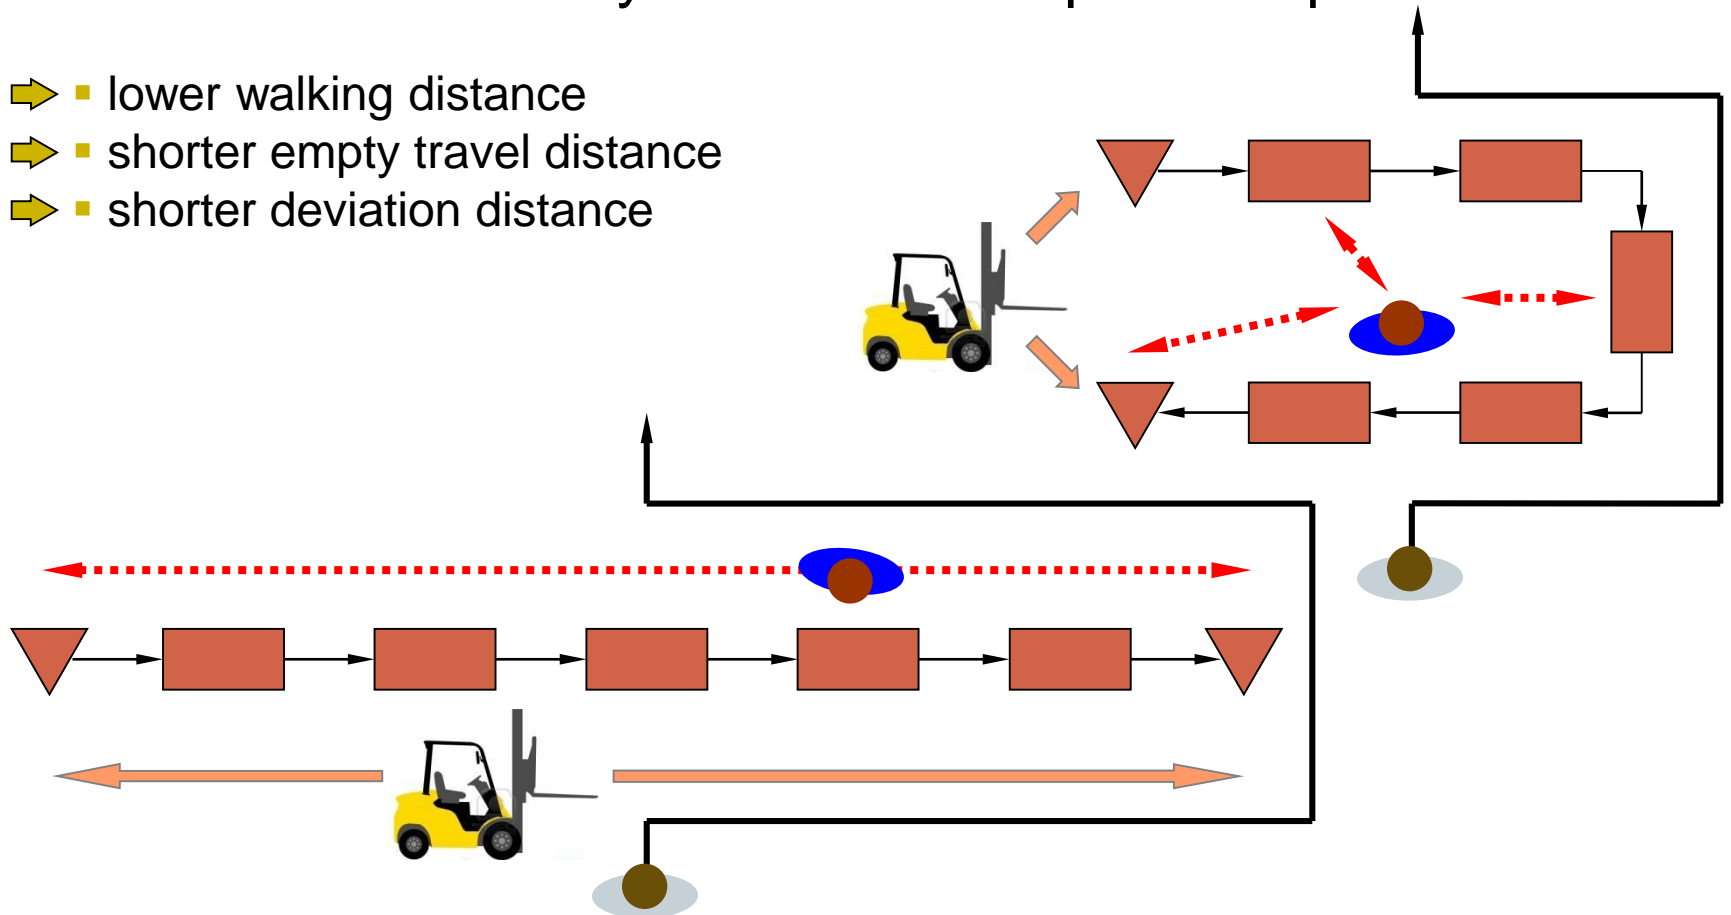 lower walking distance
shorter empty travel distance
shorter deviation distance